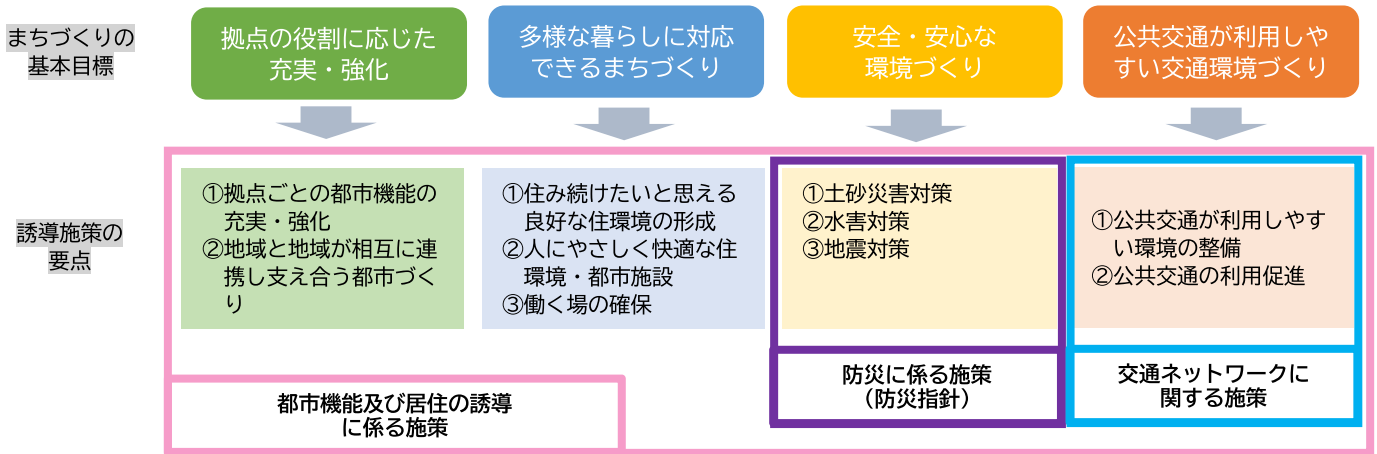 まちづくりの
基本目標
拠点の役割に応じた
充実・強化
多様な暮らしに対応
できるまちづくり
安全・安心な
環境づくり
公共交通が利用しや
すい交通環境づくり
誘導施策の
要点
①拠点ごとの都市機能の
充実・強化
②地域と地域が相互に連
携し支え合う都市づく
り
①住み続けたいと思える
良好な住環境の形成
②人にやさしく快適な住
環境・都市施設
③働く場の確保
①土砂災害対策
②水害対策
③地震対策
①公共交通が利用しやす
い環境の整備
②公共交通の利用促進
都市機能及び居住の誘導
に係る施策
防災に係る施策
（防災指針）
交通ネットワークに
関する施策